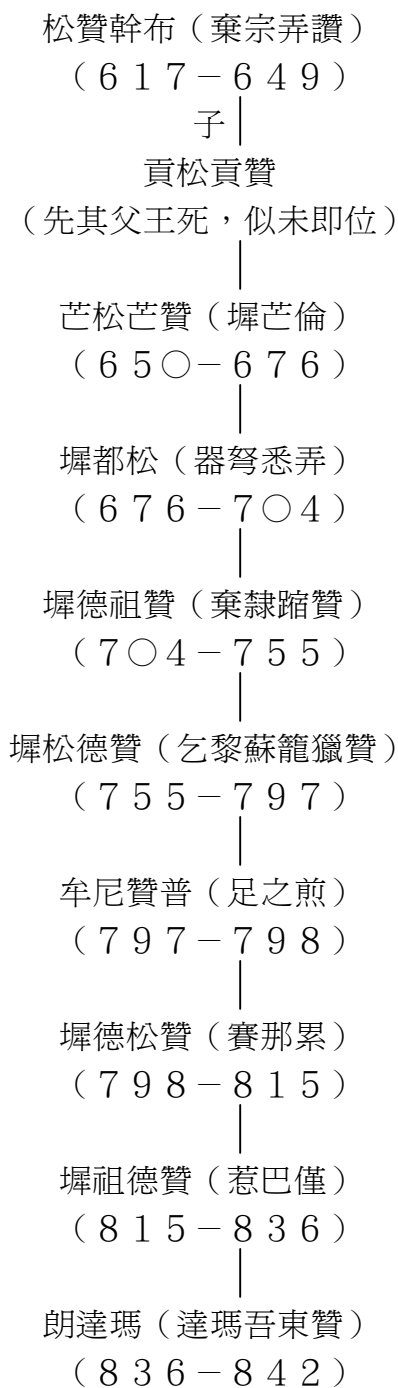 松贊幹布（棄宗弄讚）
（６１７－６４９）
子
貢松貢贊
（先其父王死，似未即位）
芒松芒贊（墀芒倫）
（６５○－６７６）
墀都松（器弩悉弄）
（６７６－７○４）
墀德祖贊（棄隸蹜贊）
（７○４－７５５）
墀松德贊（乞黎蘇籠獵贊）
（７５５－７９７）
牟尼贊普（足之煎）
（７９７－７９８）
墀德松贊（賽那累）
（７９８－８１５）
墀祖德贊（惹巴僅）
（８１５－８３６）
朗達瑪（達瑪吾東贊）
（８３６－８４２）